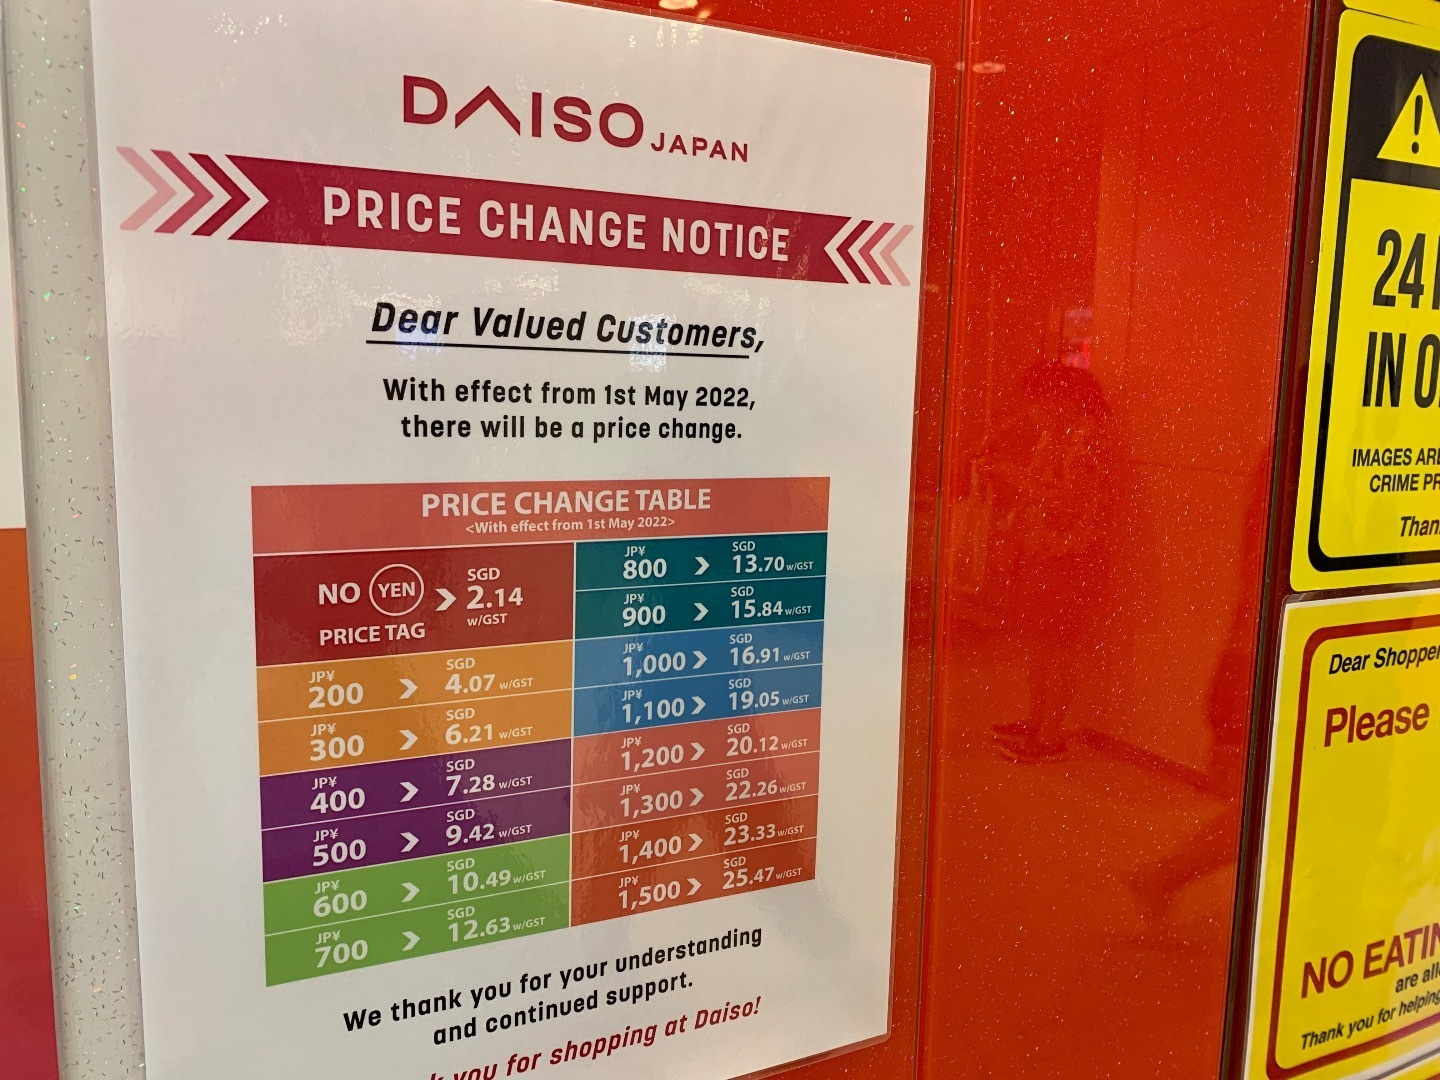 DAISO JAPAN
PRICE CHANGE NOTICE
Dear Valued Customers,
With effect from 1st May 2022,
there will be a price change.
PRICE CHANGE TABLE
<With effect from 1st May 2022>
NO YEN PRICE TAG > SGD 2.14 w/GST
JP¥ 200 > SGD 4.07 w/GST
JP¥ 300 > SGD 6.21 w/GST
JP¥ 400 > SGD 7.28 w/GST
JP¥ 500 > SGD 9.42 w/GST
JP¥ 600 > SGD 10.49 w/GST
JP¥ 700 > SGD 12.63 w/GST
JP¥ 800 > SGD 13.70 w/GST
JP¥ 900 > SGD 15.84 w/GST
JP¥ 1,000 > SGD 16.91 w/GST
JP¥ 1,100 > SGD 19.05 w/GST
JP¥ 1,200 > SGD 20.12 w/GST
JP¥ 1,300 > SGD 22.26 w/GST
JP¥ 1,400 > SGD 23.33 w/GST
JP¥ 1,500 > SGD 25.47 w/GST
We thank you for your understanding
and continued support.
you for shopping at Daiso!
24
IN
IMAGES
CRIME
Dear
Please
NO
are
Thank you for helping